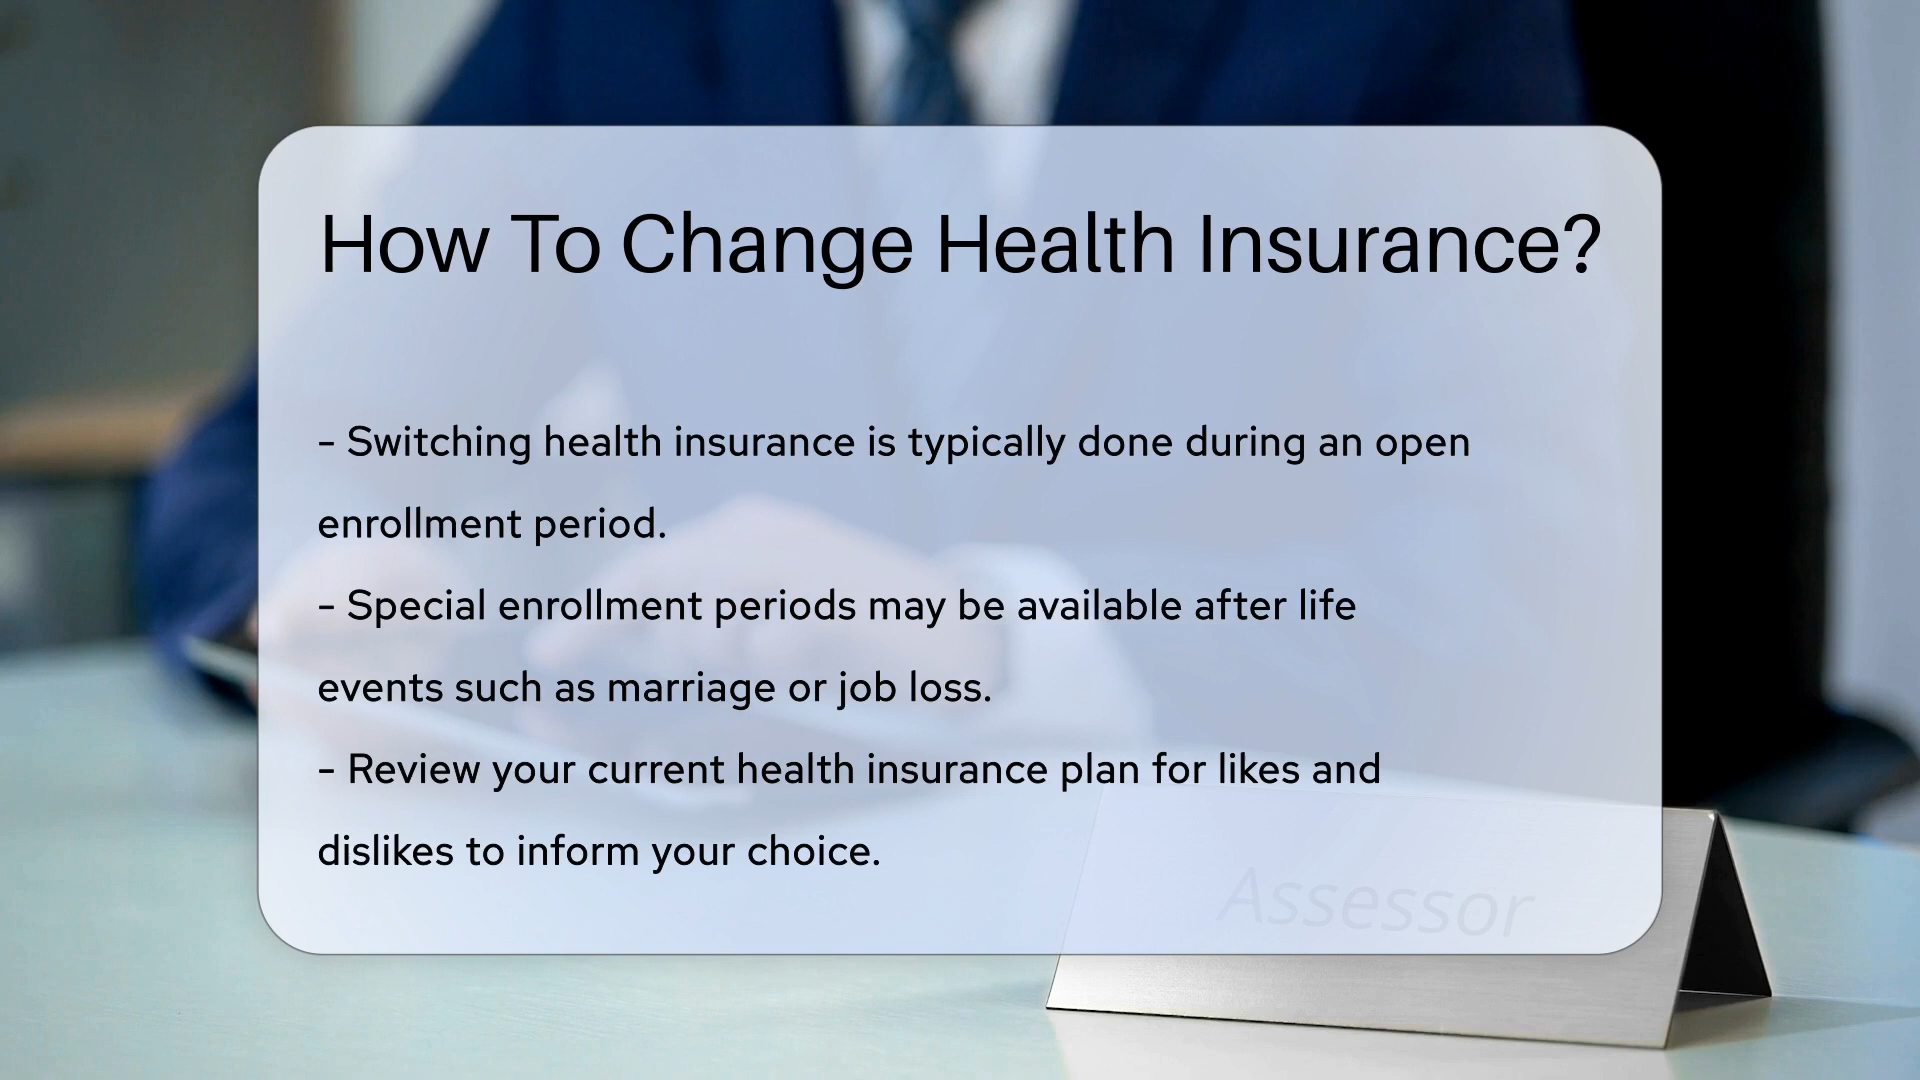 How To Change Health Insurance?
- Switching health insurance is typically done during an open
enrollment period.
- Special enrollment periods may be available after life
events such as marriage or job loss.
- Review your current health insurance plan for likes and
dislikes to inform your choice.
Assessor